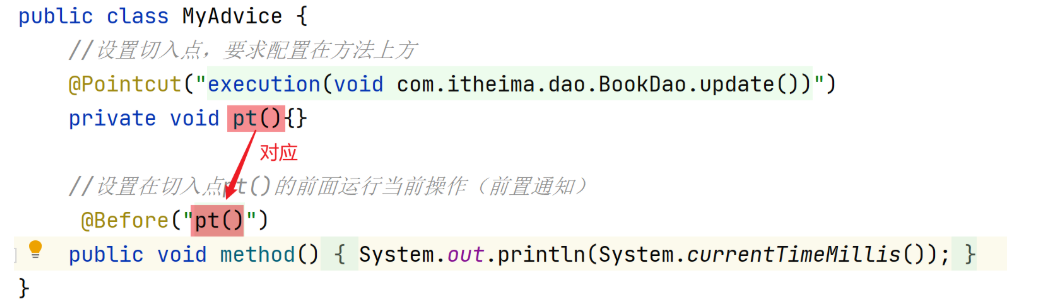 public class MyAdvice {
//设置切入点，要求配置在方法上方
@Pointcut("execution(void com.itheima.dao.BookDao.update())")
private void pt(){}
对应
//设置在切入点pt()的前面运行当前操作（前置通知）
@Before("pt()")
public void method() { System.out.println(System.currentTimeMillis()); }
}